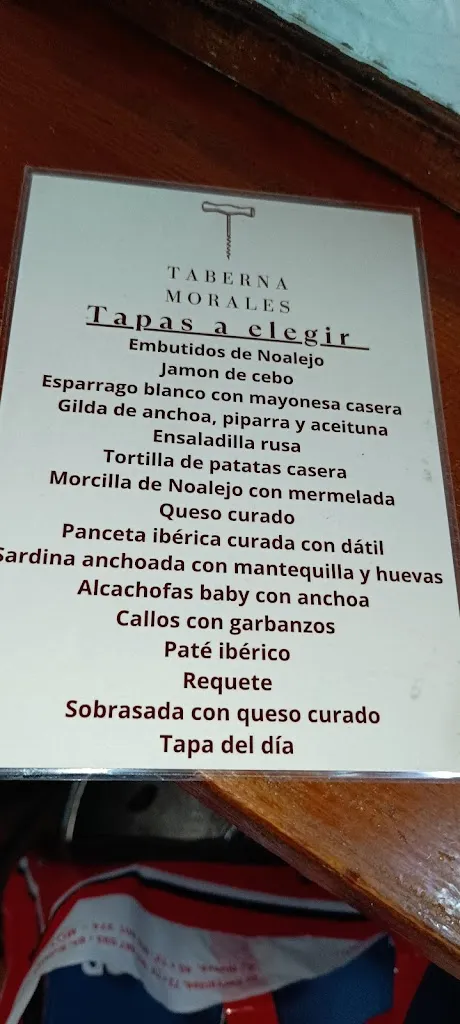 TABERNA
MORALES
Tapas a elegir
Embutidos de Noalejo
Jamon de cebo
Esparrago blanco con mayonesa casera
Gilda de anchoa, piparra y aceituna
Ensaladilla rusa
Tortilla de patatas casera
Morcilla de Noalejo con mermelada
Queso curado
Panceta ibérica curada con dátil
Sardina anchoada con mantequilla y huevas
Alcachofas baby con anchoa
Callos con garbanzos
Paté ibérico
Requete
Sobrasada con queso curado
Tapa del día